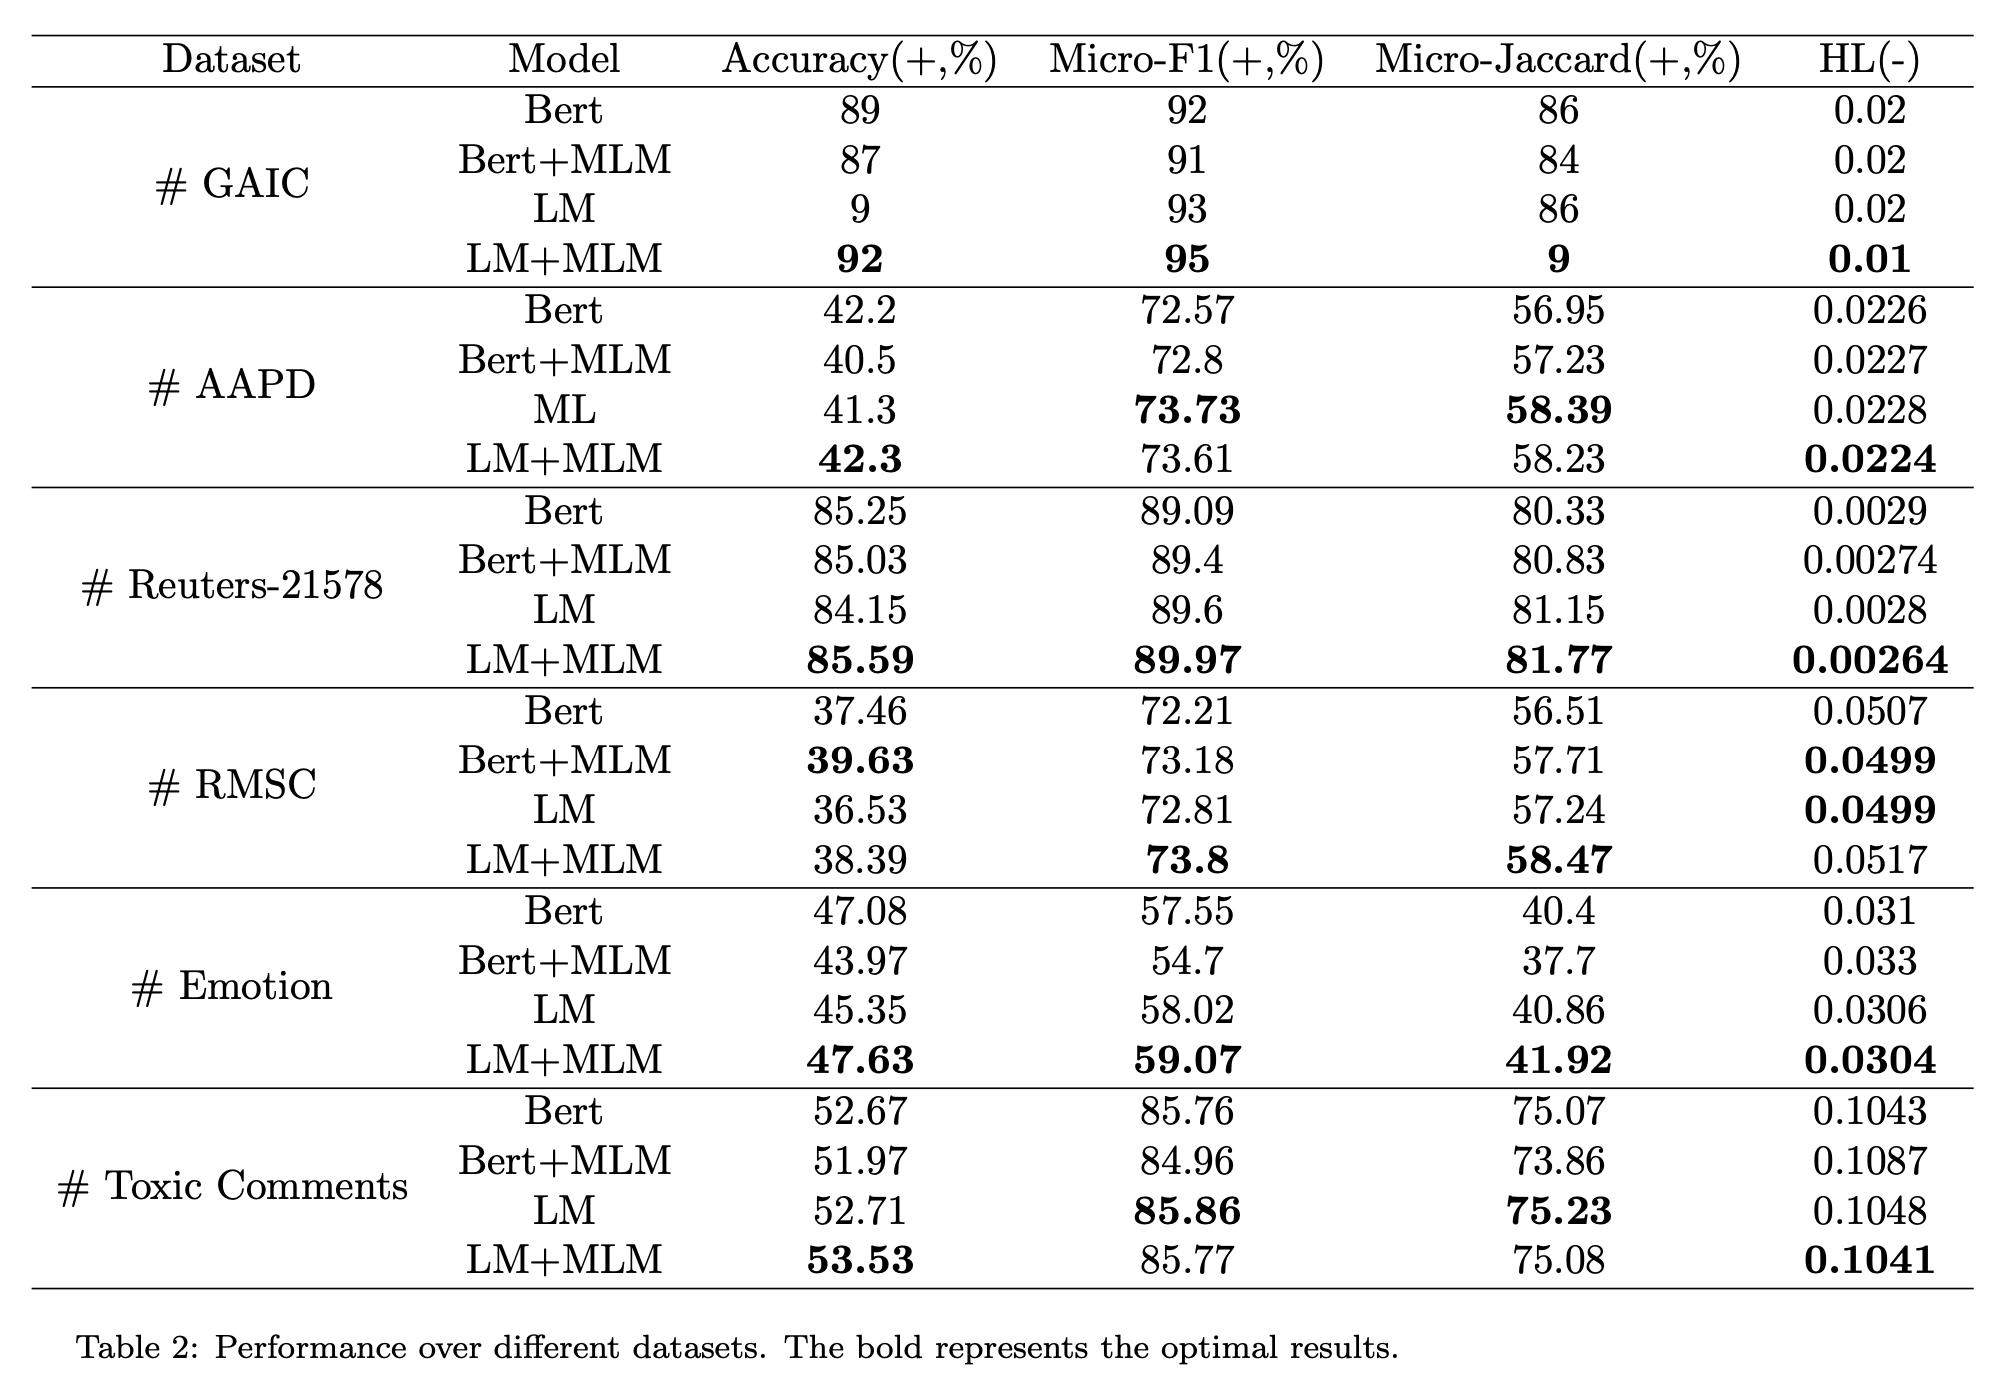 Dataset Model Accuracy(+,%) Micro-F1(+,%) Micro-Jaccard(+,%) HL(-)
# GAIC
Bert 89 92 86 0.02
Bert+MLM 87 91 84 0.02
LM 9 93 86 0.02
LM+MLM 92 95 9 0.01
# AAPD
Bert 42.2 72.57 56.95 0.0226
Bert+MLM 40.5 72.8 57.23 0.0227
ML 41.3 73.73 58.39 0.0228
LM+MLM 42.3 73.61 58.23 0.0224
# Reuters-21578
Bert 85.25 89.09 80.33 0.0029
Bert+MLM 85.03 89.4 80.83 0.00274
LM 84.15 89.6 81.15 0.0028
LM+MLM 85.59 89.97 81.77 0.00264
# RMSC
Bert 37.46 72.21 56.51 0.0507
Bert+MLM 39.63 73.18 57.71 0.0499
LM 36.53 72.81 57.24 0.0499
LM+MLM 38.39 73.8 58.47 0.0517
# Emotion
Bert 47.08 57.55 40.4 0.031
Bert+MLM 43.97 54.7 37.7 0.033
LM 45.35 58.02 40.86 0.0306
LM+MLM 47.63 59.07 41.92 0.0304
# Toxic Comments
Bert 52.67 85.76 75.07 0.1043
Bert+MLM 51.97 84.96 73.86 0.1087
LM 52.71 85.86 75.23 0.1048
LM+MLM 53.53 85.77 75.08 0.1041
Table 2: Performance over different datasets. The bold represents the optimal results.